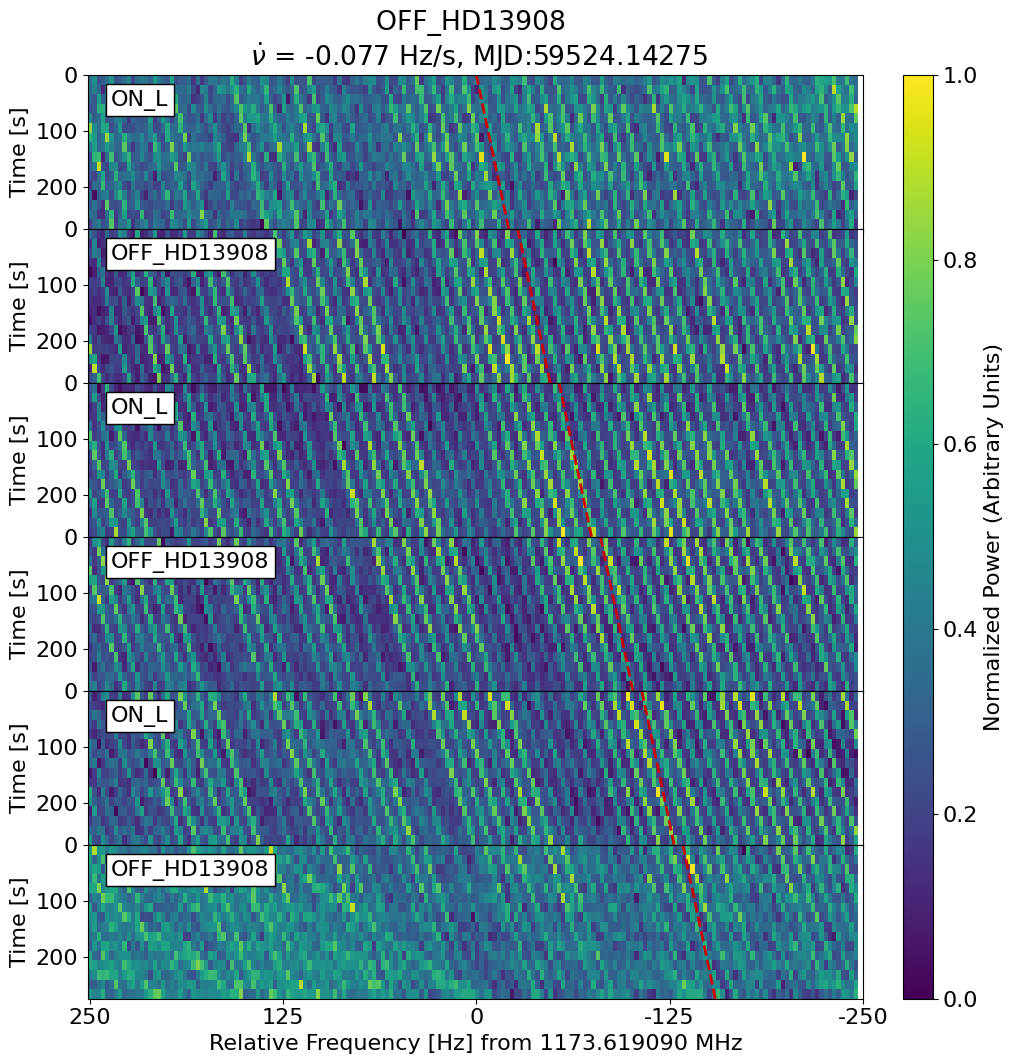 OFF_HD13908
ν̇ = -0.077 Hz/s, MJD:59524.14275
ON_L
OFF_HD13908
ON_L
OFF_HD13908
ON_L
OFF_HD13908
Time [s]
0
100
200
Time [s]
0
100
200
Time [s]
0
100
200
Time [s]
0
100
200
Time [s]
0
100
200
Time [s]
0
100
200
250 125 0 -125 -250
Relative Frequency [Hz] from 1173.619090 MHz
1.0
0.8
0.6
0.4
0.2
0.0
Normalized Power (Arbitrary Units)